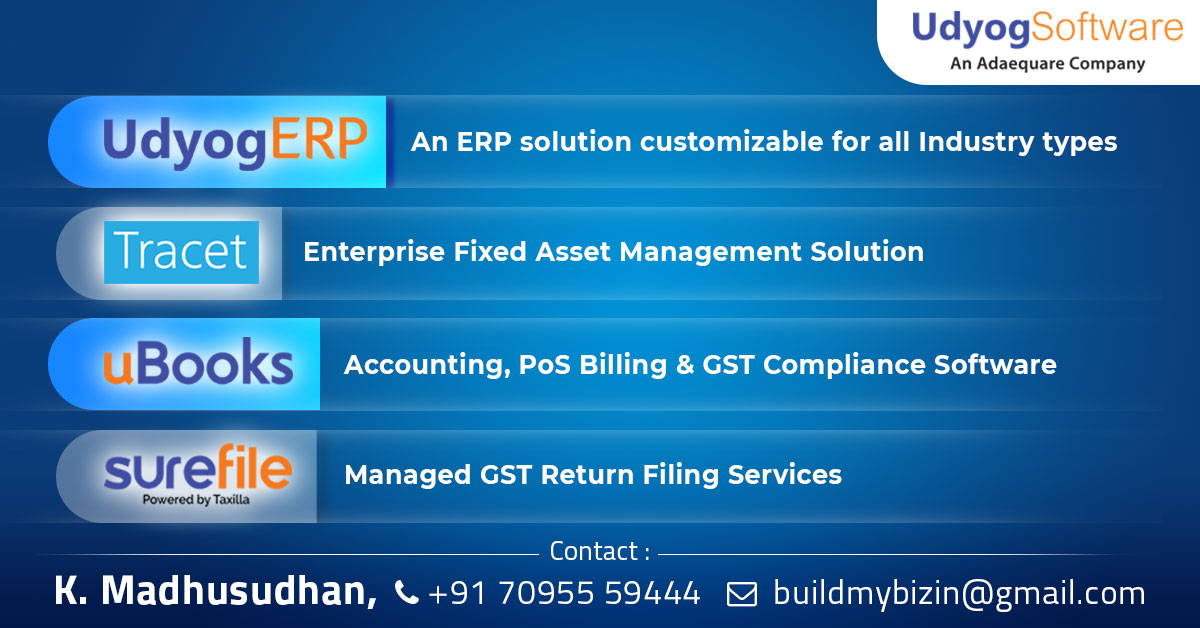 UdyogSoftware
An Adaequare Company
UdyogERP
An ERP solution customizable for all Industry types
Tracet
Enterprise Fixed Asset Management Solution
uBooks
Accounting, PoS Billing & GST Compliance Software
surefile
Powered by Taxilla
Managed GST Return Filing Services
Contact :
K. Madhusudhan, +91 70955 59444 buildmybizin@gmail.com